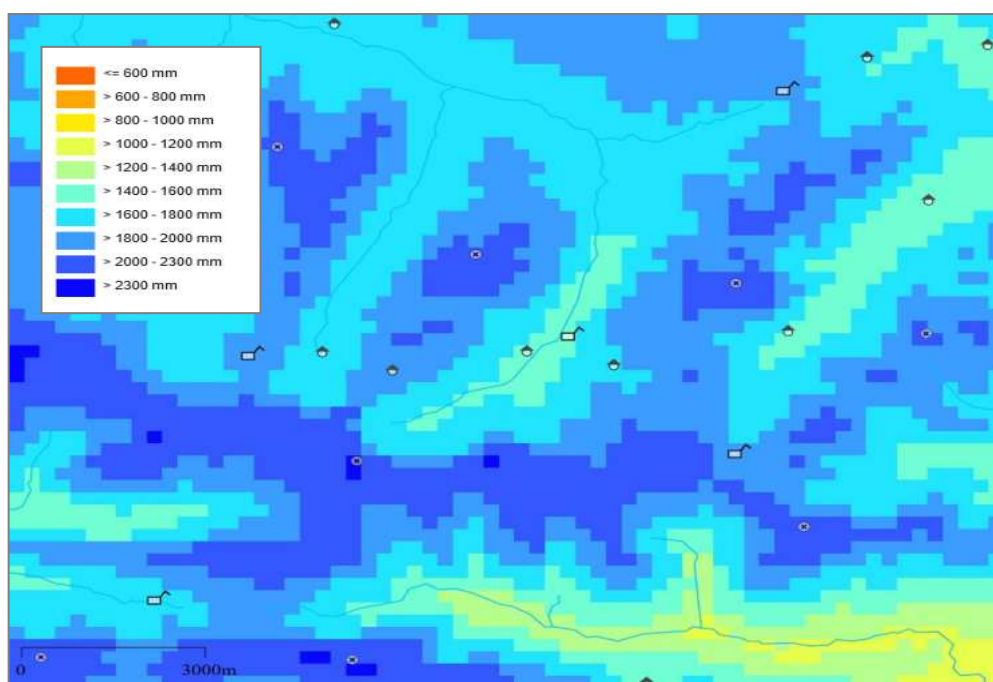 <= 600 mm
> 600 - 800 mm
> 800 - 1000 mm
> 1000 - 1200 mm
> 1200 - 1400 mm
> 1400 - 1600 mm
> 1600 - 1800 mm
> 1800 - 2000 mm
> 2000 - 2300 mm
> 2300 mm
0 3000m